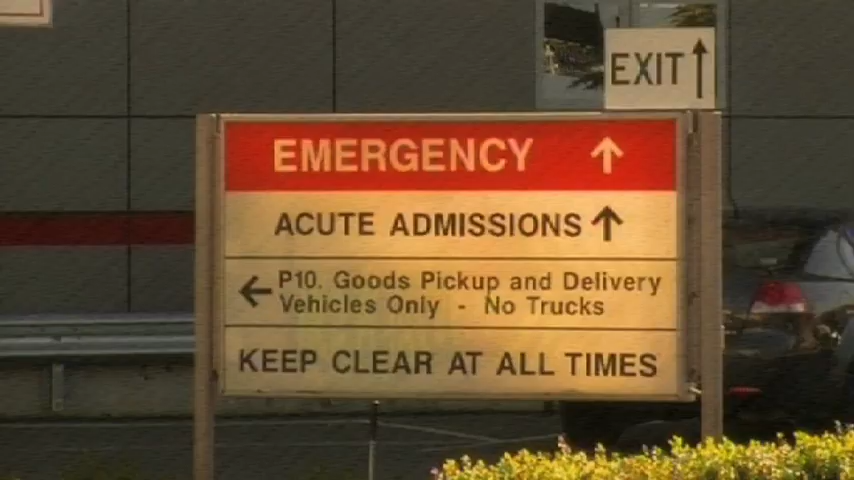 EXIT
EMERGENCY
ACUTE ADMISSIONS
P10. Goods Pickup and Delivery
Vehicles Only - No Trucks
KEEP CLEAR AT ALL TIMES